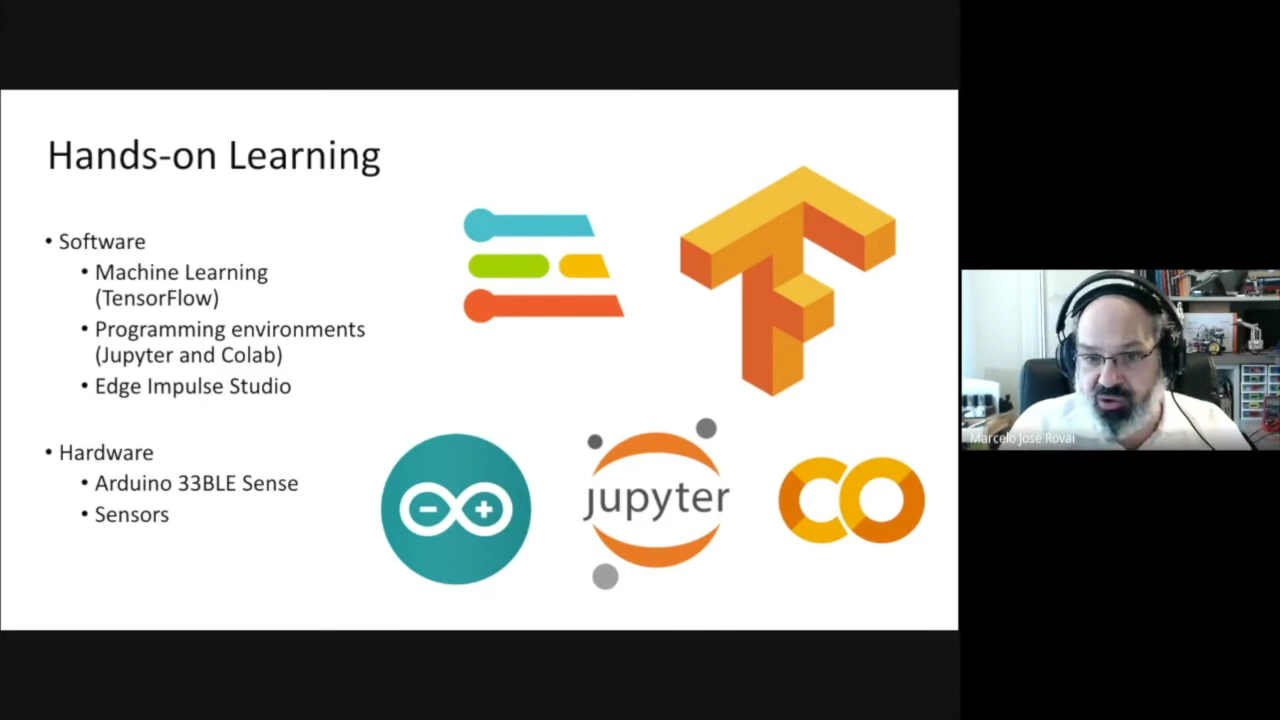 Hands-on Learning
• Software
• Machine Learning
(TensorFlow)
• Programming environments
(Jupyter and Colab)
• Edge Impulse Studio
• Hardware
• Arduino 33BLE Sense
• Sensors
jupyter
CO
Marcelo José Rovai